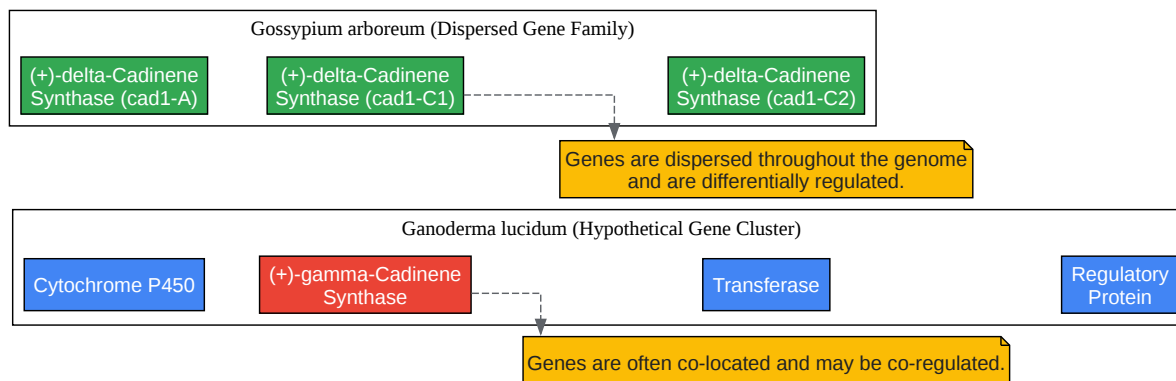 Gossypium arboreum (Dispersed Gene Family)
(+)-delta-Cadinene
Synthase (cad1-A)
(+)-delta-Cadinene
Synthase (cad1-C1)
(+)-delta-Cadinene
Synthase (cad1-C2)
Genes are dispersed throughout the genome
and are differentially regulated.
Ganoderma lucidum (Hypothetical Gene Cluster)
Cytochrome P450
(+)-gamma-Cadinene
Synthase
Transferase
Regulatory
Protein
Genes are often co-located and may be co-regulated.